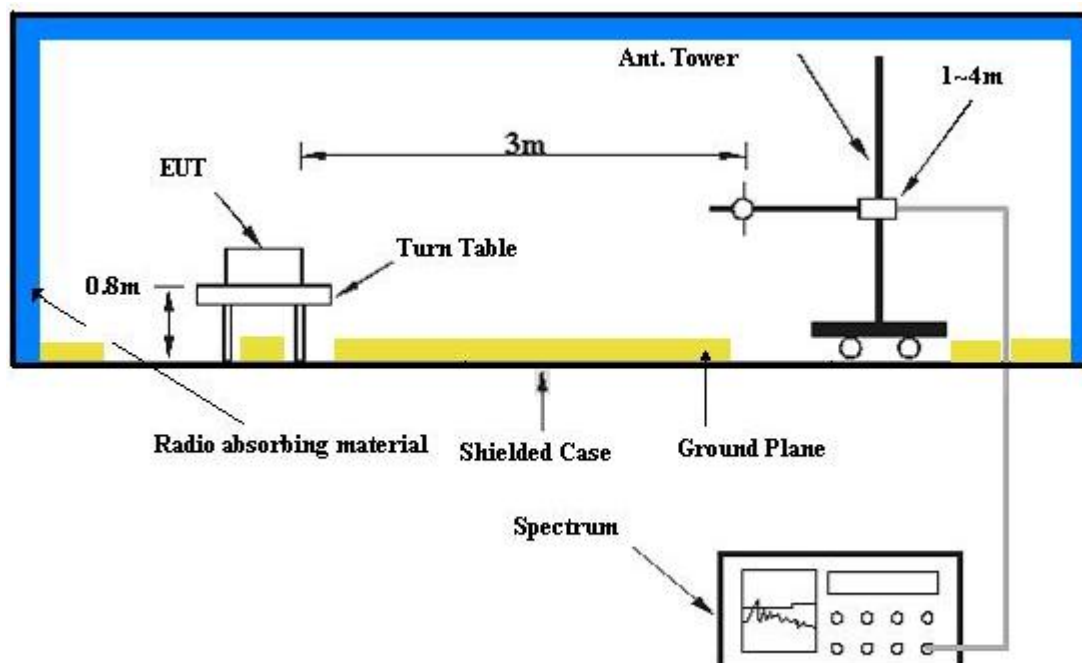 Ant. Tower
1~4m
3m
EUT
Turn Table
0.8m
Radio absorbing material
Shielded Case
Ground Plane
Spectrum